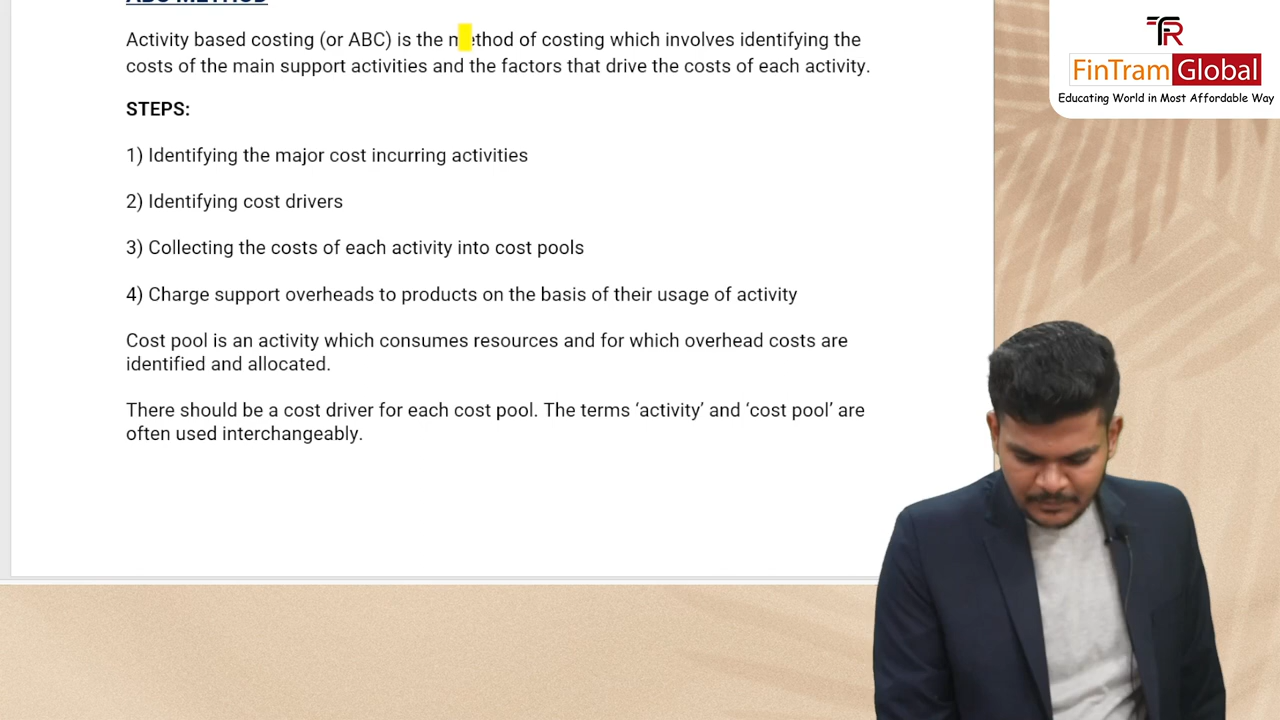 ABC METHOD
Activity based costing (or ABC) is the method of costing which involves identifying the
costs of the main support activities and the factors that drive the costs of each activity.
STEPS:
1) Identifying the major cost incurring activities
2) Identifying cost drivers
3) Collecting the costs of each activity into cost pools
4) Charge support overheads to products on the basis of their usage of activity
Cost pool is an activity which consumes resources and for which overhead costs are
identified and allocated.
There should be a cost driver for each cost pool. The terms ‘activity’ and ‘cost pool’ are
often used interchangeably.
FinTram Global
Educating World in Most Affordable Way